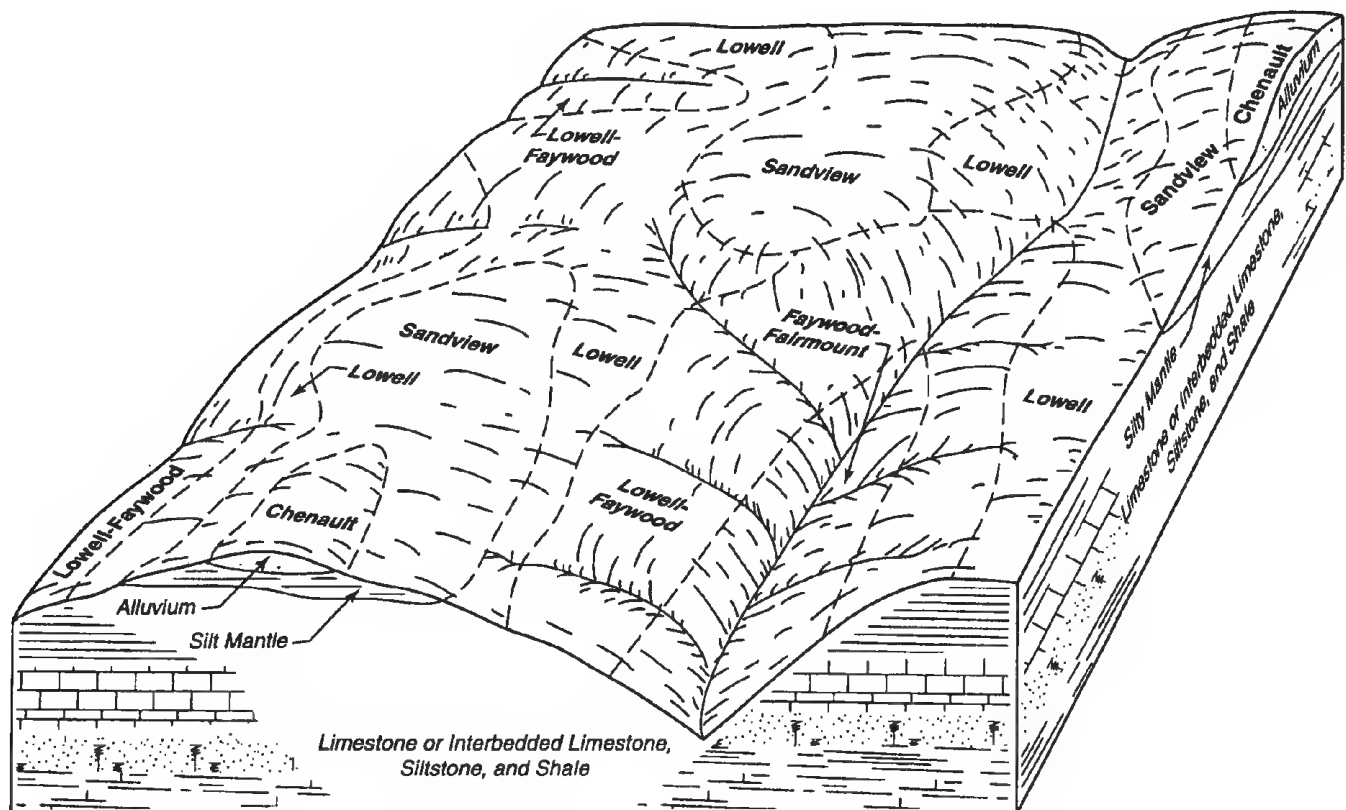 Lowell
Chenault
Alluvium
Lowell-
Faywood
Sandview
Lowell
Sandview
Faywood-
Fairmount
Sandview
Lowell
Lowell
Lowell
Silty Mantle
Limestone or Interbedded Limestone,
Siltstone, and Shale
Lowell-Faywood
Chenault
Lowell-
Faywood
Alluvium
Silt Mantle
Limestone or Interbedded Limestone,
Siltstone, and Shale